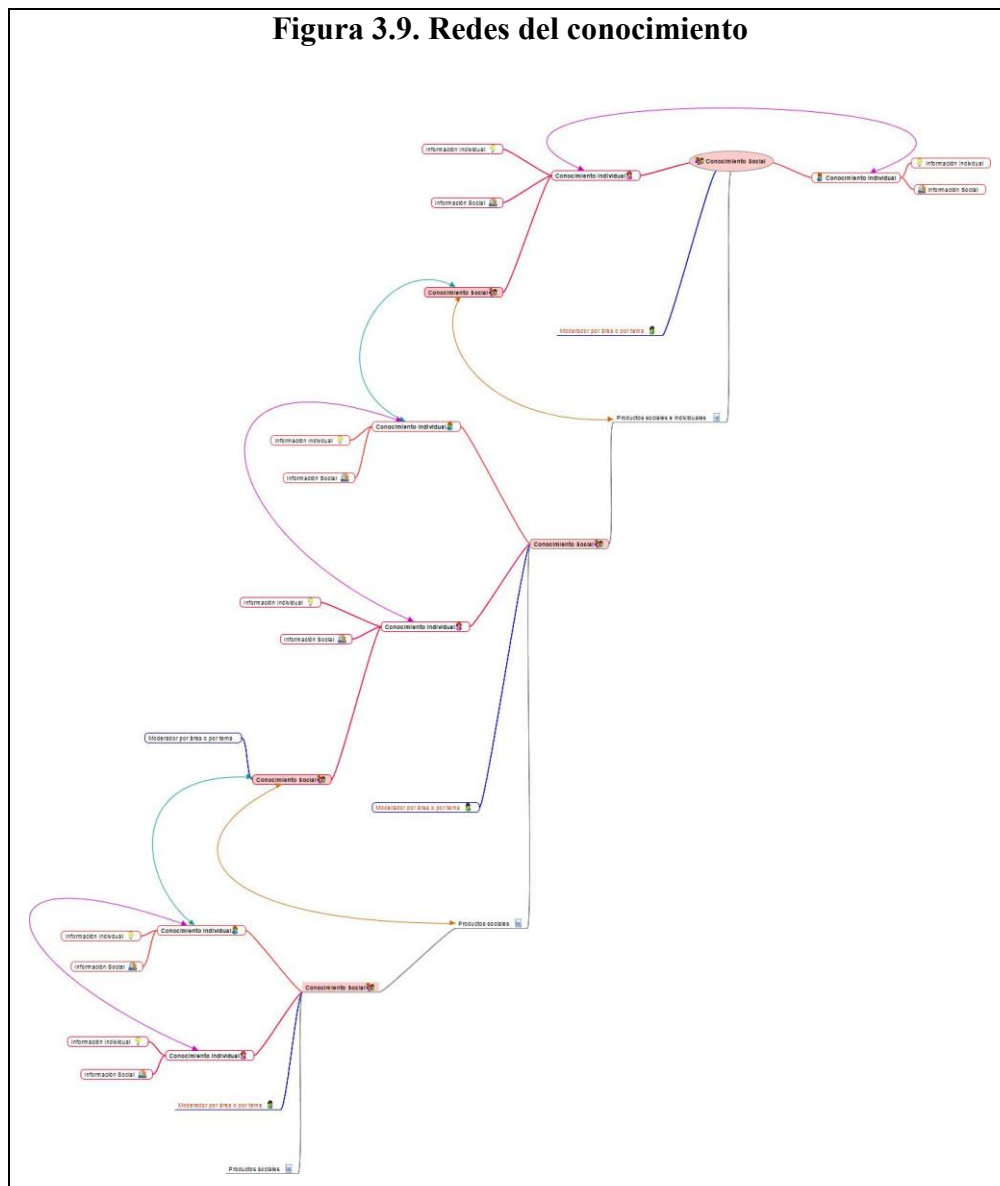 Figura 3.9. Redes del conocimiento
Información Individual
Conocimiento Social
Conocimiento Individual
Conocimiento Individual
Información Individual
Información Social
Información Social
Conocimiento Social
Moderador por área o por tema
Productos sociales e individuales
Conocimiento Individual
Información Individual
Información Social
Conocimiento Social
Información Individual
Conocimiento Individual
Información Social
Moderador por área o por tema
Conocimiento Social
Moderador por área o por tema
Productos sociales
Conocimiento Individual
Información Individual
Información Social
Conocimiento Social
Información Individual
Conocimiento Individual
Información Social
Moderador por área o por tema
Productos sociales